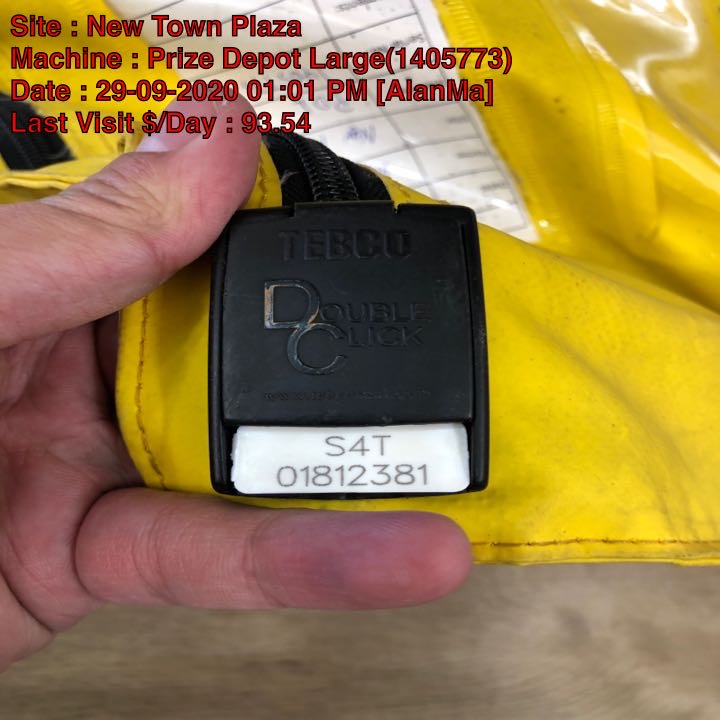 Site : New Town Plaza
Machine : Prize Depot Large(1405773)
Date : 29-09-2020 01:01 PM [AlanMa]
Last Visit $/Day : 93.54
TEBCO
DOUBLE
CLICK
S4T
01812381